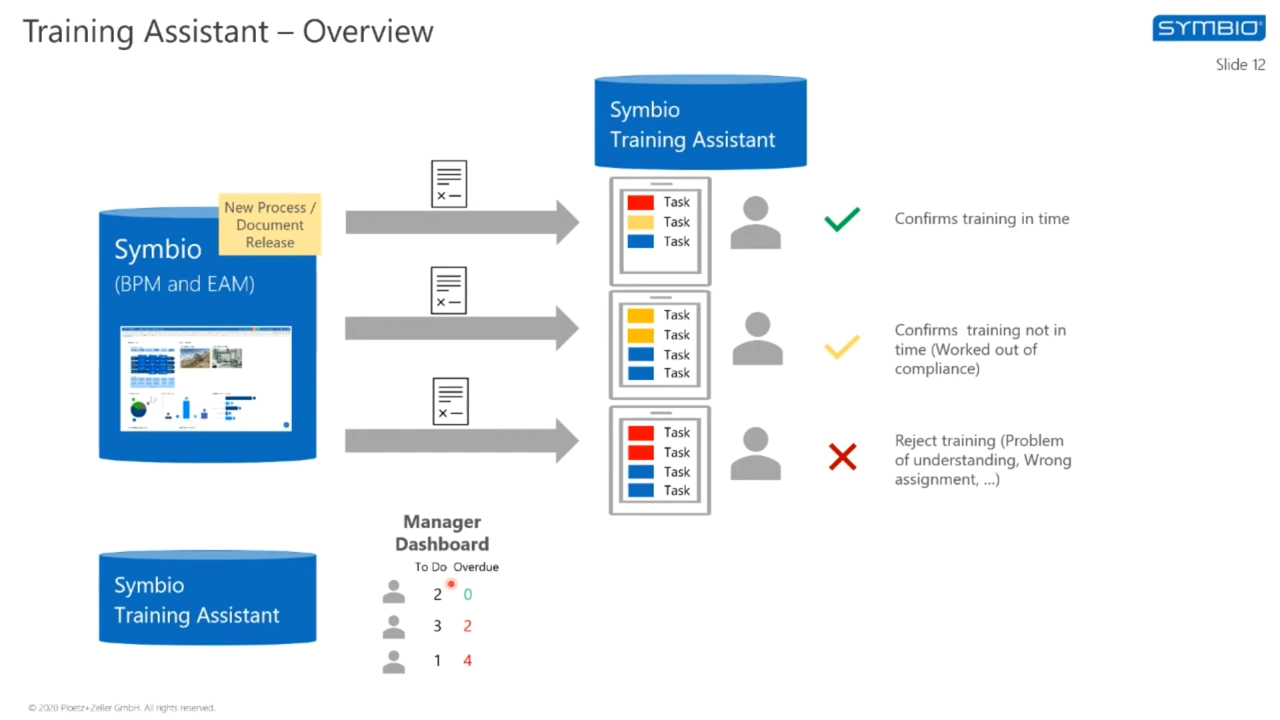 Training Assistant – Overview
SYMBIO®
Slide 12
Symbio
Training Assistant
New Process /
Document
Release
Symbio
(BPM and EAM)
Task
Task
Task
Confirms training in time
Task
Task
Task
Task
Confirms  training not in
time (Worked out of
compliance)
Task
Task
Task
Task
Reject training (Problem
of understanding, Wrong
assignment, ...)
Symbio
Training Assistant
Manager
Dashboard
To Do Overdue
2 0
3 2
1 4
© 2020 Ploetz+Zeller GmbH. All rights reserved.